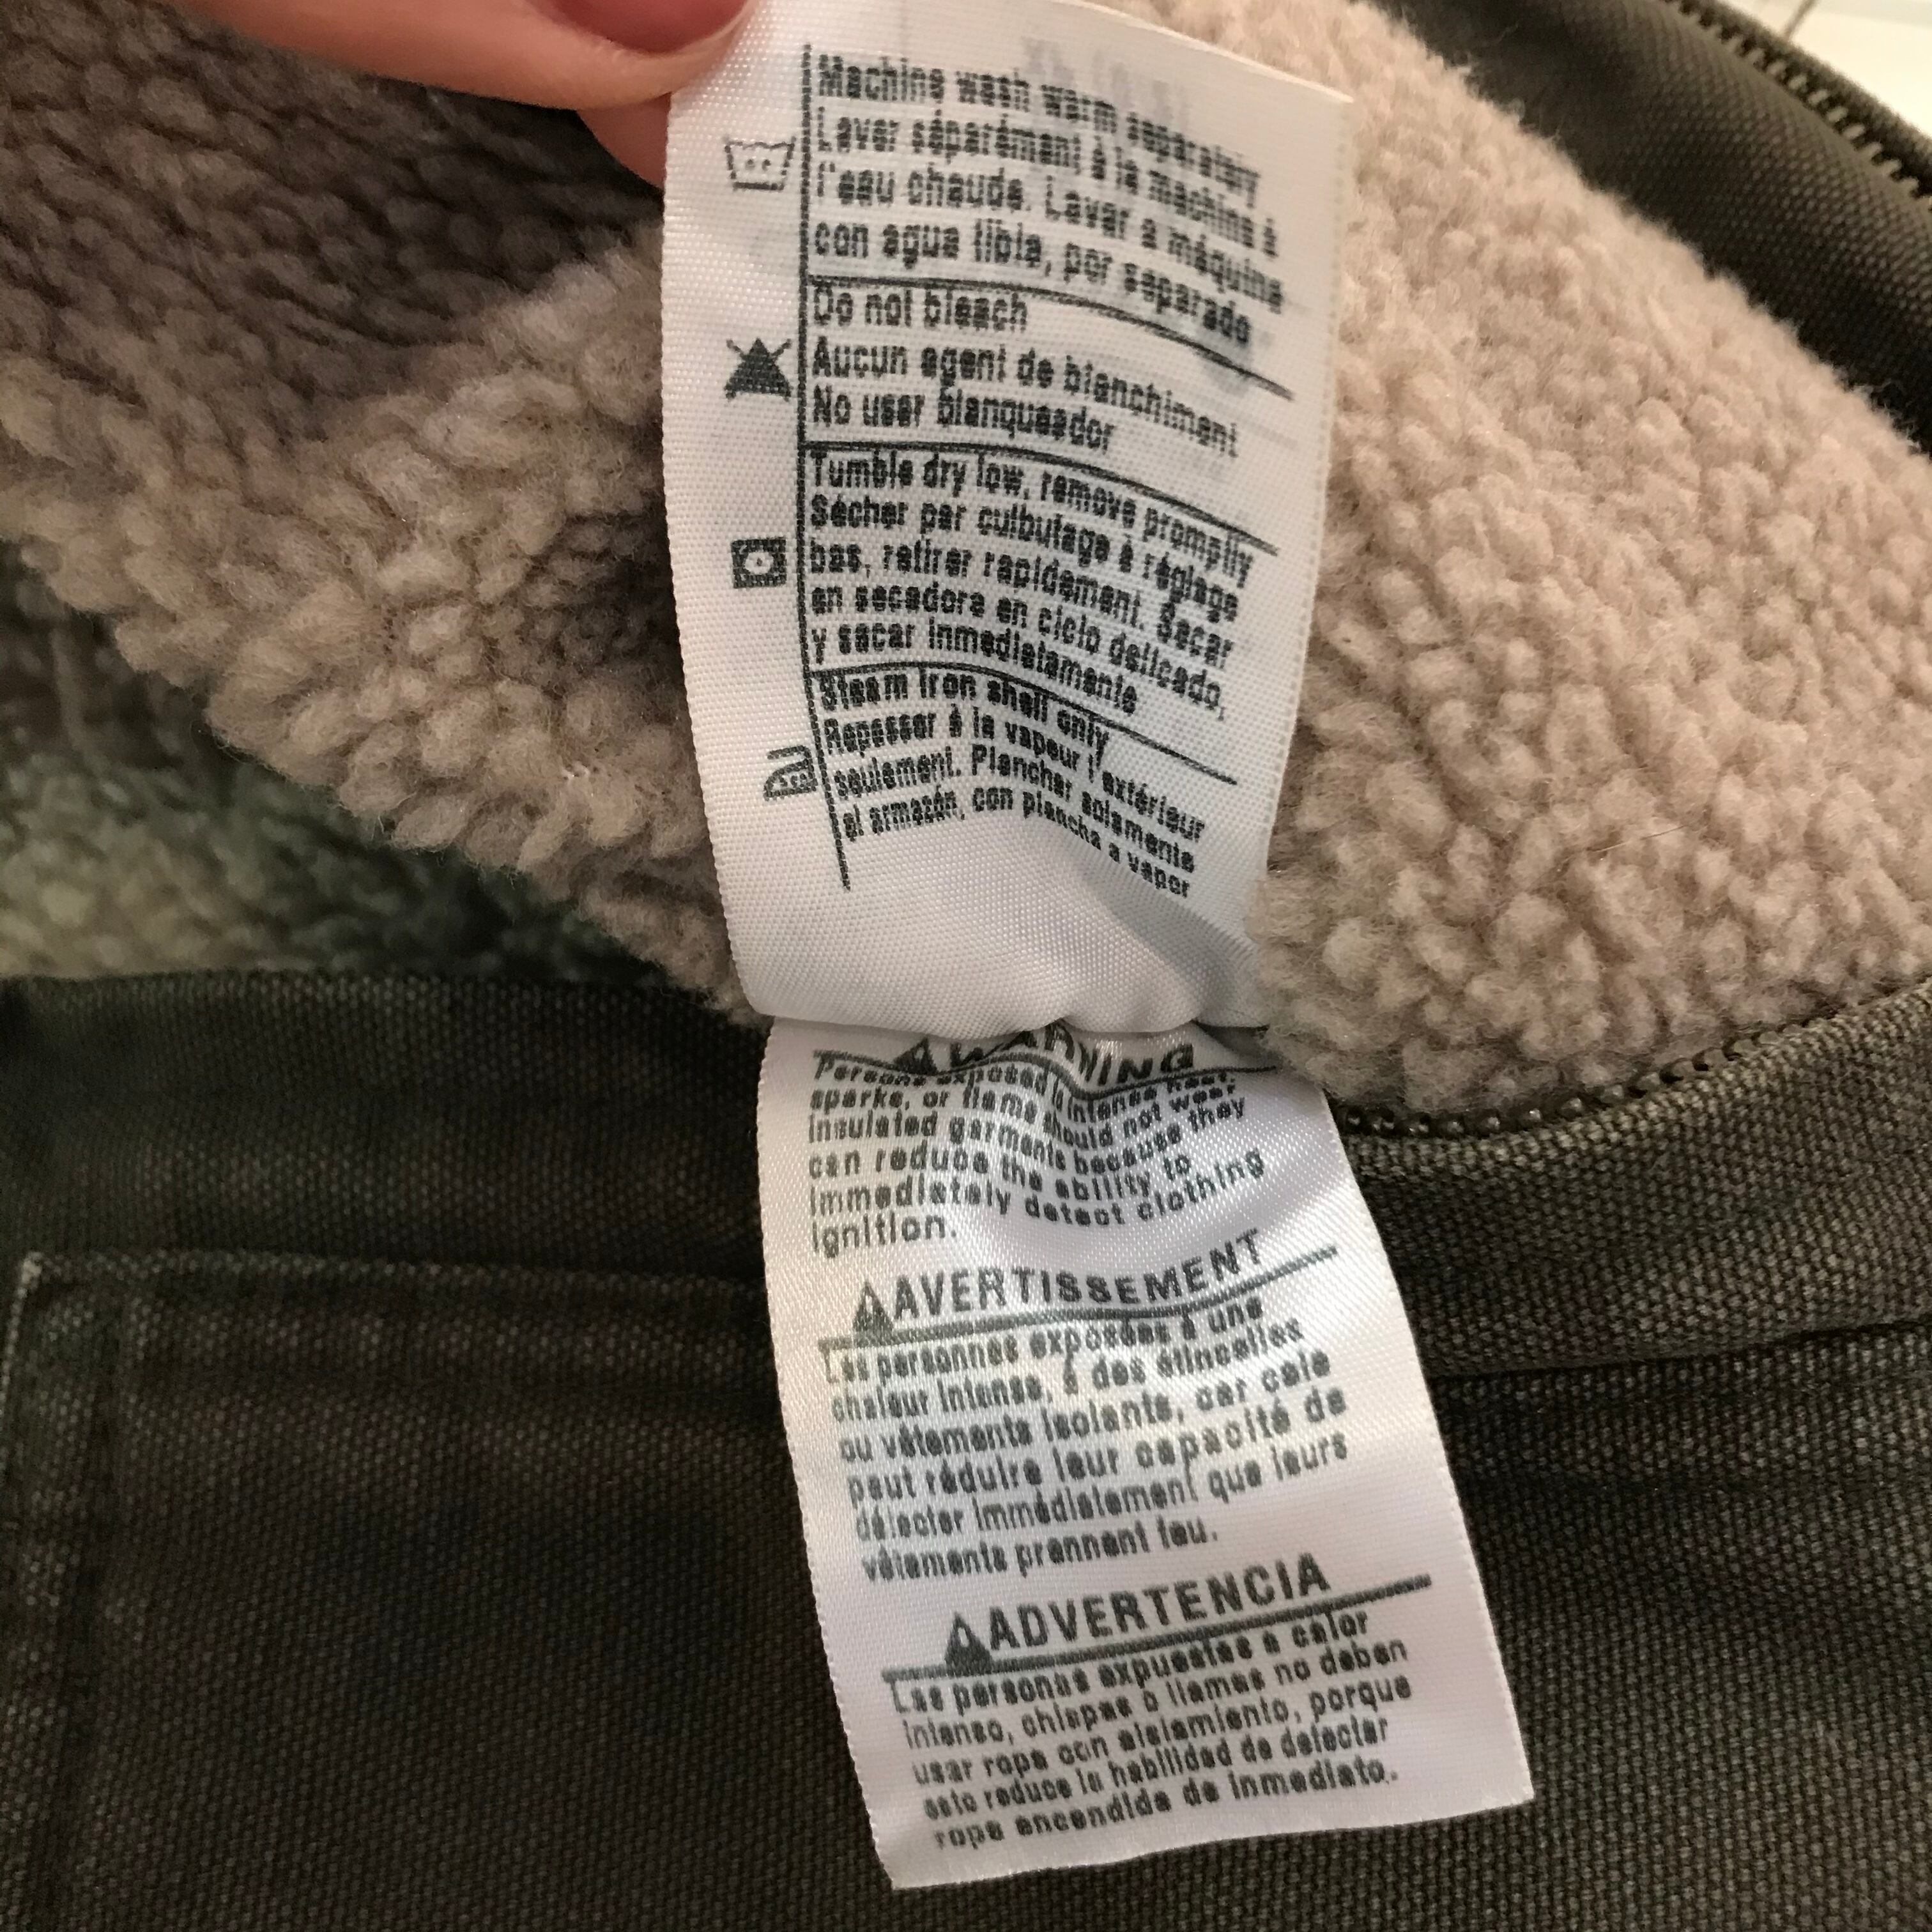 Machine wash warm separately
Laver séparément à la machine à
l'eau chaude. Lavar a máquina
con agua tibia, por separado
Do not bleach
Aucun agent de blanchiment
No usar blanqueador
Tumble dry low, remove promptly
Sécher par culbutage à réglage
bas, retirer rapidement. Secar
en secadora en ciclo delicado,
y sacar inmediatamente
Steam iron shell only
Repasser à la vapeur l'extérieur
seulement. Planchar solamente
el armazón, con plancha a vapor
WARNING
Persons exposed to intense heat,
sparks, or flame should not wear
insulated garments because they
can reduce the ability to
immediately detect clothing
ignition.
AVERTISSEMENT
Les personnes exposées à une
chaleur intense, à des étincelles
ou vêtements isolants, car cela
peut réduire leur capacité de
détecter immédiatement que leurs
vêtements prennent feu.
ADVERTENCIA
Las personas expuestas a calor
intenso, chispas o llamas no deben
usar ropa con aislamiento, porque
esto reduce la habilidad de detectar
ropa encendida de inmediato.